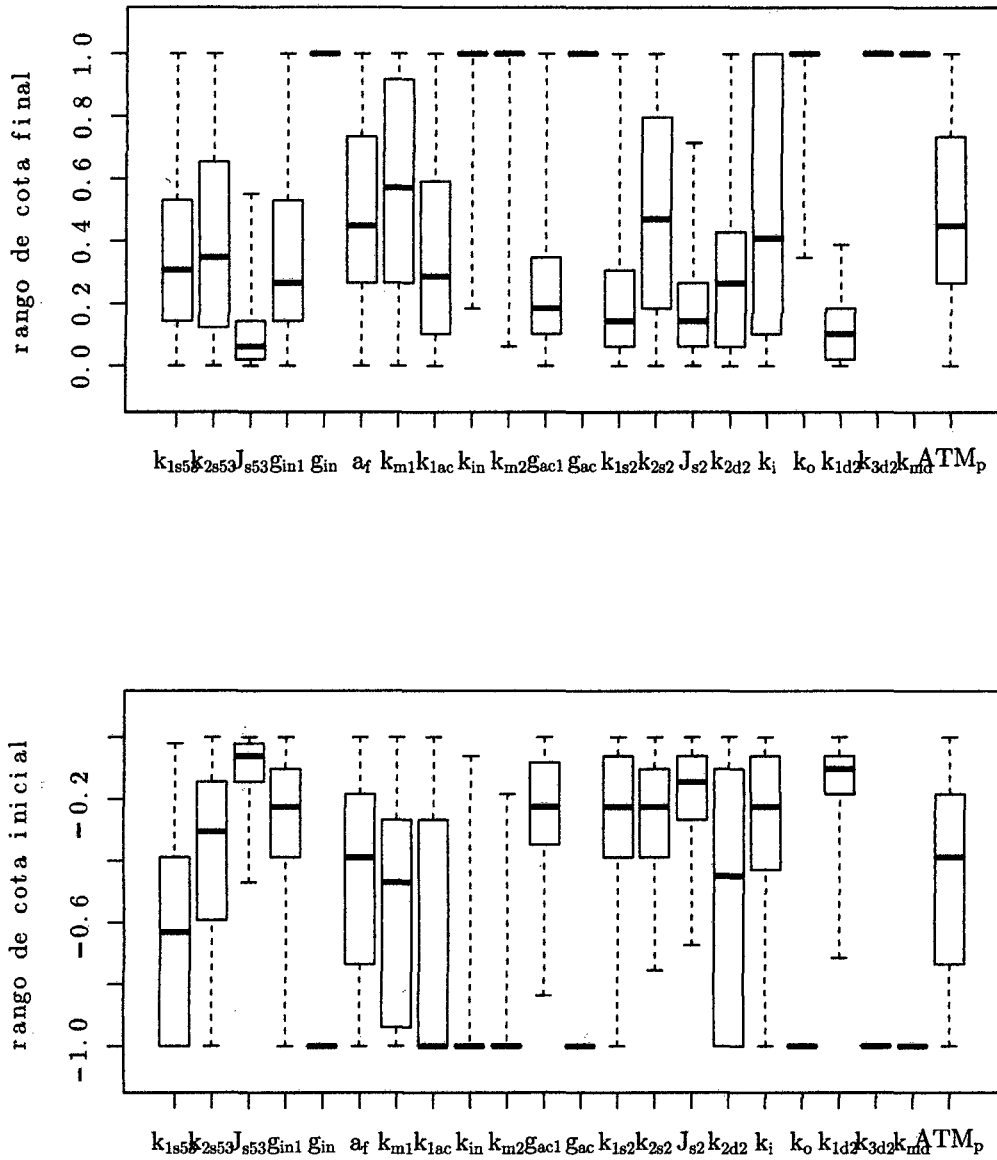 rango de cota final
1.0
0.8
0.6
0.4
0.2
0.0
k1s53 k2s53 Js53 gin1 gin af km1 k1ac kin km2 gac1 gac k1s2 k2s2 Js2 k2d2 ki ko k1d2 k3d2 kmd ATMp
rango de cota inicial
-0.2
-0.6
-1.0
k1s53 k2s53 Js53 gin1 gin af km1 k1ac kin km2 gac1 gac k1s2 k2s2 Js2 k2d2 ki ko k1d2 k3d2 kmd ATMp